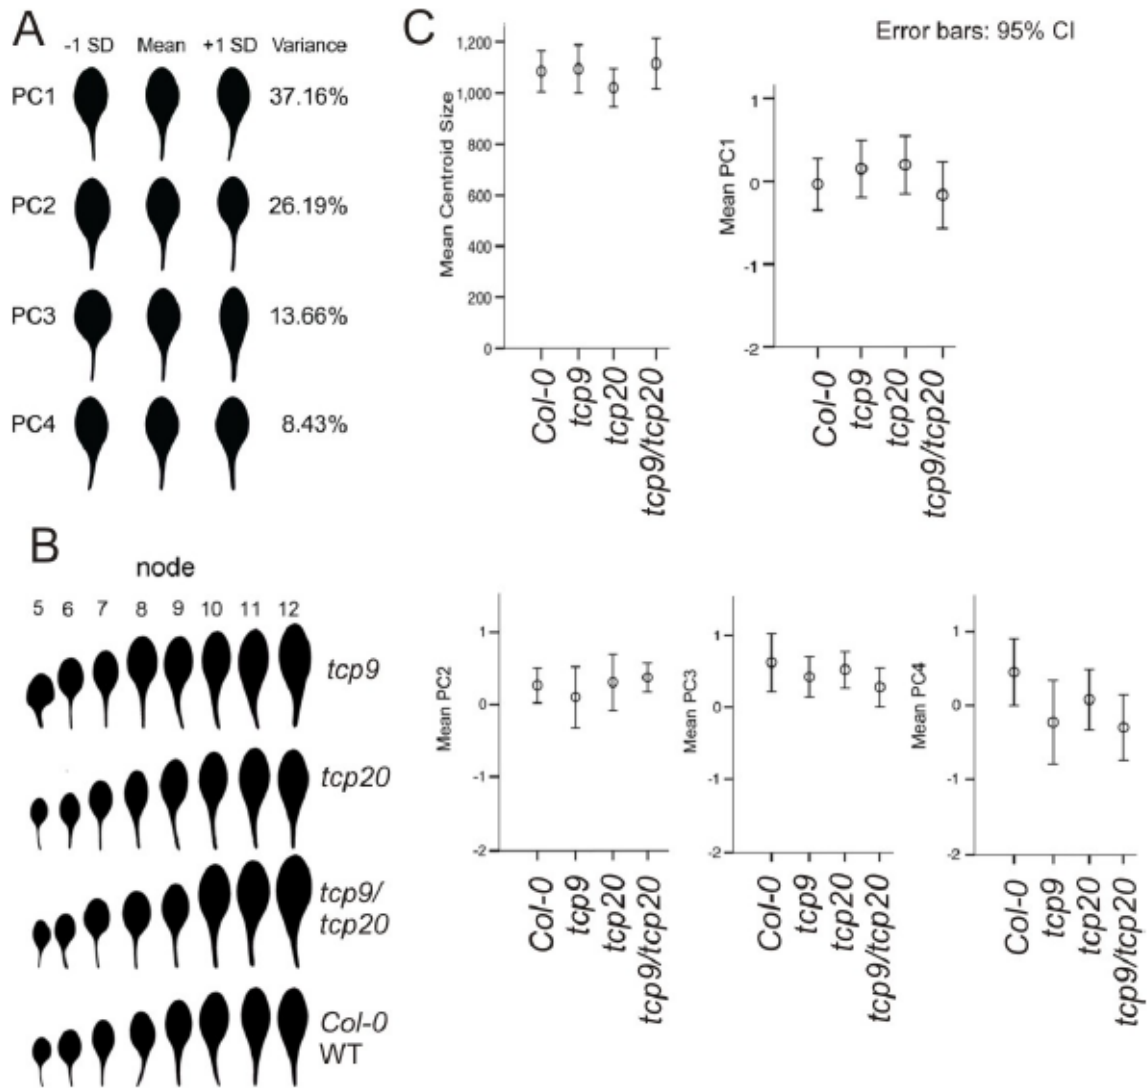 A
-1 SD Mean +1 SD Variance
PC1 37.16%
PC2 26.19%
PC3 13.66%
PC4 8.43%
B
node
5 6 7 8 9 10 11 12
tcp9
tcp20
tcp9/
tcp20
Col-0
WT
C
Error bars: 95% CI
Mean Centroid Size
1,200
1,000
800
600
400
200
0
Col-0
tcp9
tcp20
tcp9/tcp20
Mean PC1
1
0
-1
-2
Col-0
tcp9
tcp20
tcp9/tcp20
Mean PC2
1
0
-1
-2
Col-0
tcp9
tcp20
tcp9/tcp20
Mean PC3
1
0
-1
-2
Col-0
tcp9
tcp20
tcp9/tcp20
Mean PC4
1
0
-1
-2
Col-0
tcp9
tcp20
tcp9/tcp20